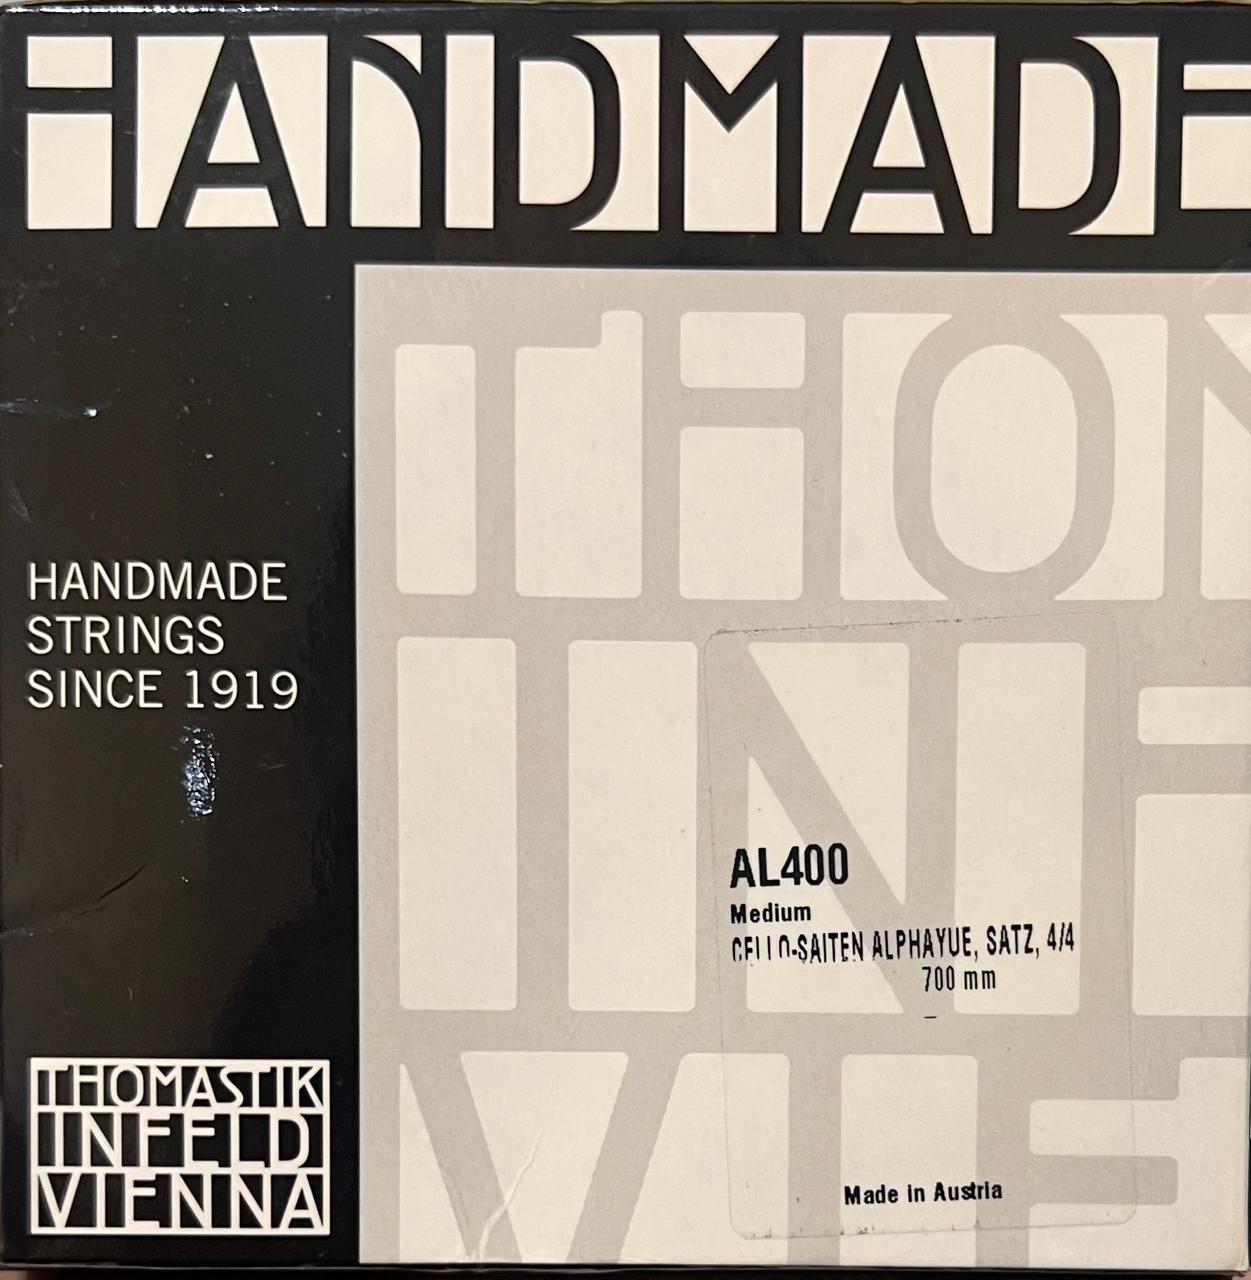 HANDMADE
HANDMADE
STRINGS
SINCE 1919
AL400
Medium
CELLO-SAITEN ALPHAYUE, SATZ, 4/4
700 mm
Made in Austria
THOMASTIK
INFELD
VIENNA